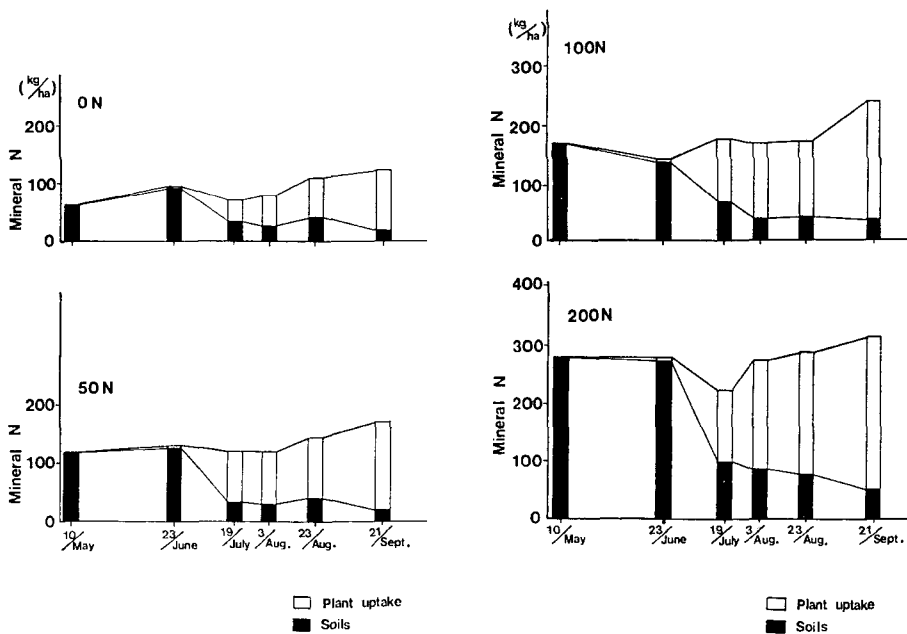 (kg/ha)
0 N
200
100
0
Mineral N
50 N
200
100
0
Mineral N
10/May 23/June 19/July 3/Aug. 23/Aug. 21/Sept.
Plant uptake
Soils
(kg/ha)
100N
300
200
100
0
Mineral N
400
200N
300
200
100
0
Mineral N
10/May 23/June 19/July 3/Aug. 23/Aug. 21/Sept.
Plant uptake
Soils